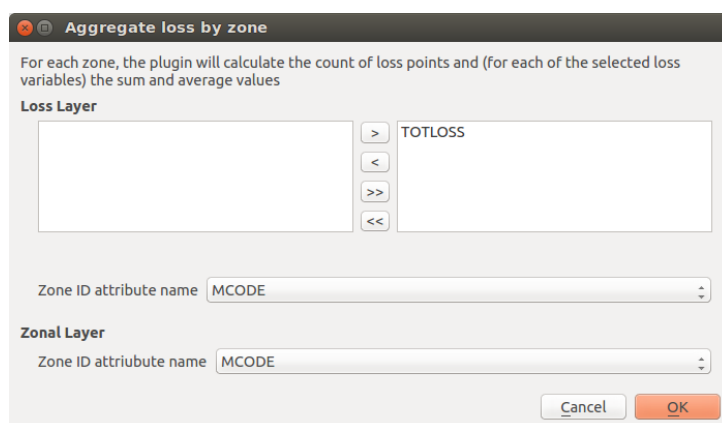 Aggregate loss by zone
For each zone, the plugin will calculate the count of loss points and (for each of the selected loss
variables) the sum and average values
Loss Layer
>
TOTLOSS
<
>>
<<
Zone ID attribute name
MCODE
Zonal Layer
Zone ID attriubute name
MCODE
Cancel
OK